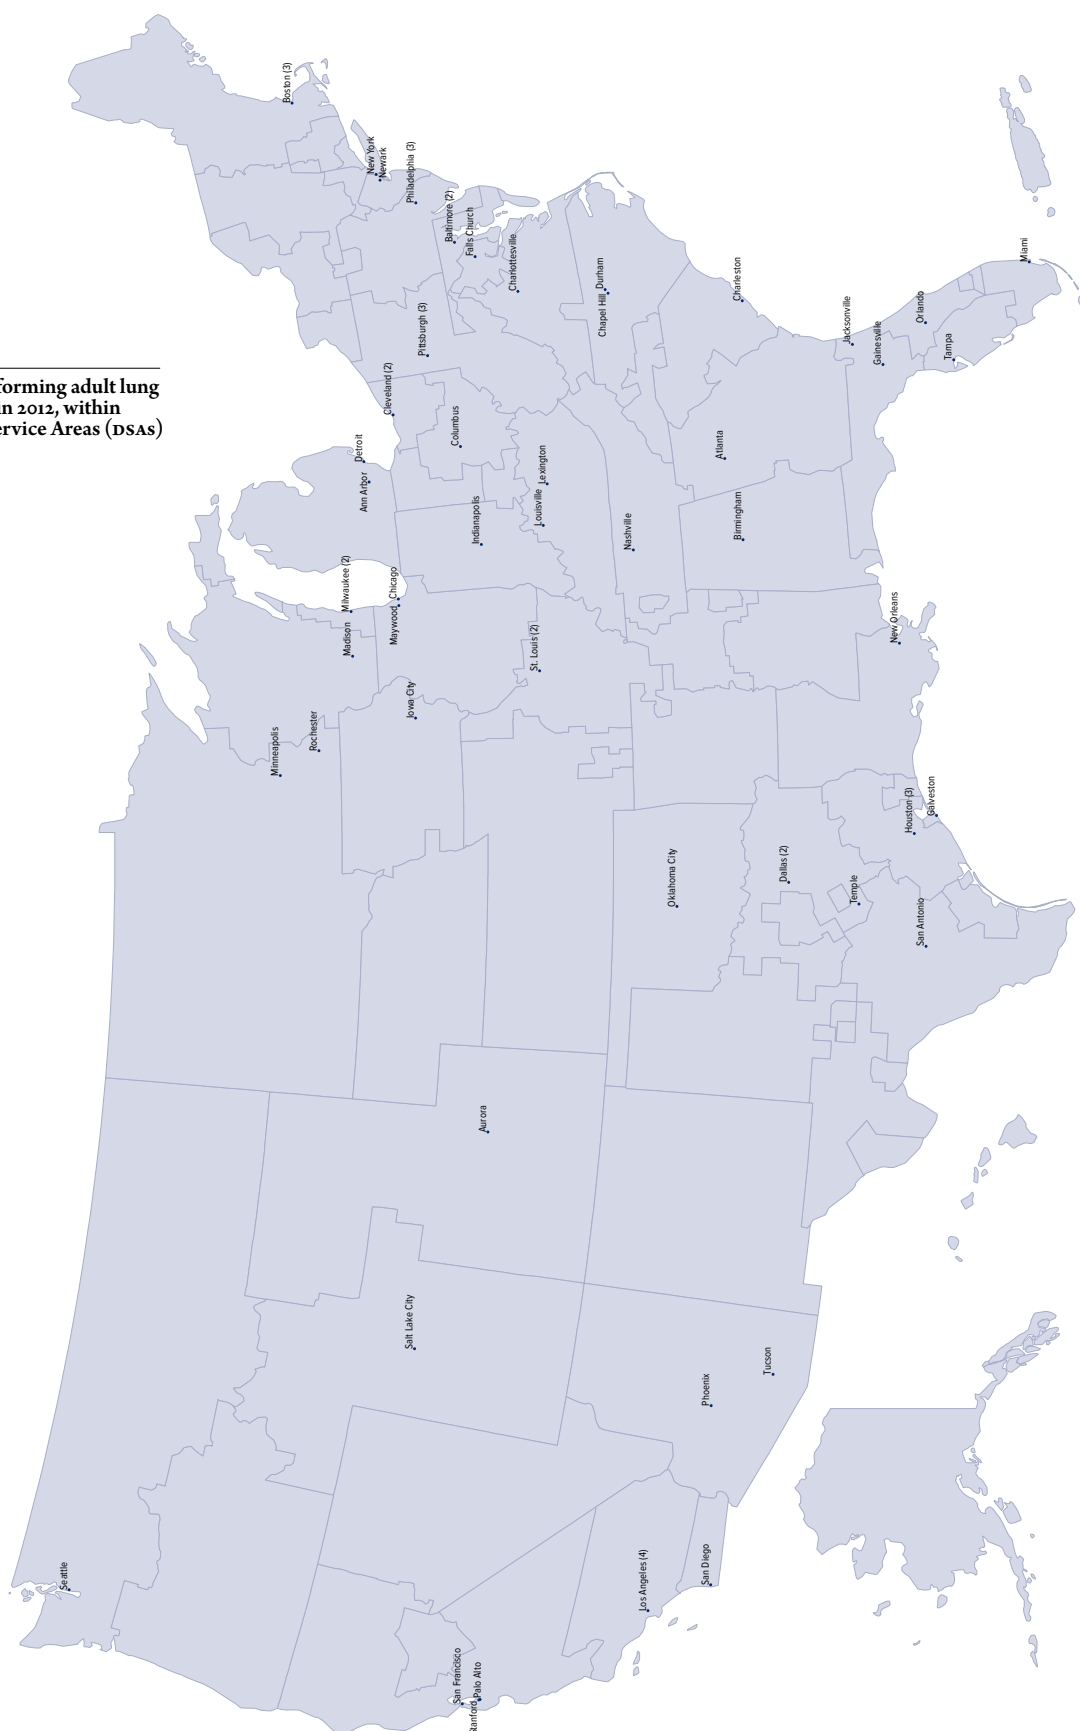 forming adult lung
in 2012, within
ervice Areas (DSAs)
Boston (3)
New York
Newark
Philadelphia (3)
Baltimore (2)
Falls Church
Charlottesville
Pittsburgh (3)
Cleveland (2)
Columbus
Detroit
Ann Arbor
Chapel Hill
Durham
Charleston
Jacksonville
Gainesville
Orlando
Tampa
Miami
Atlanta
Birmingham
Lexington
Louisville
Indianapolis
Nashville
Milwaukee (2)
Madison
Chicago
Maywood
St. Louis (2)
Iowa City
Rochester
Minneapolis
New Orleans
Galveston
Houston (3)
Dallas (2)
Temple
San Antonio
Oklahoma City
Aurora
Salt Lake City
Phoenix
Tucson
Seattle
Los Angeles (4)
San Diego
San Francisco
Palo Alto
Stanford